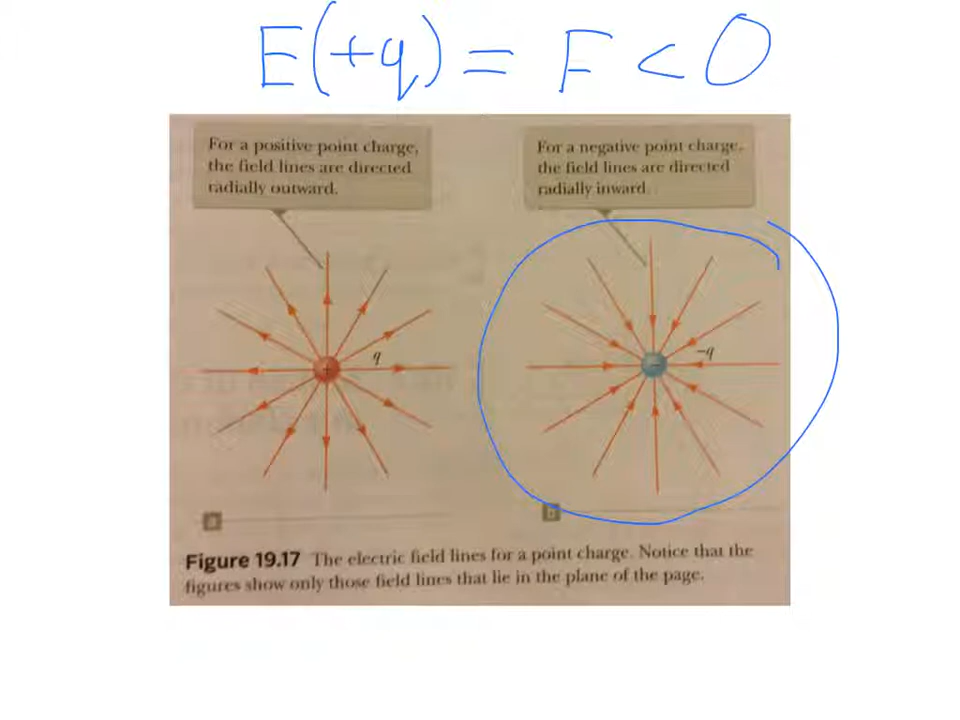 E(+q) = F < 0
For a positive point charge,
the field lines are directed
radially outward.
For a negative point charge,
the field lines are directed
radially inward.
+
q
−
−q
a
b
Figure 19.17 The electric field lines for a point charge. Notice that the
figures show only those field lines that lie in the plane of the page.